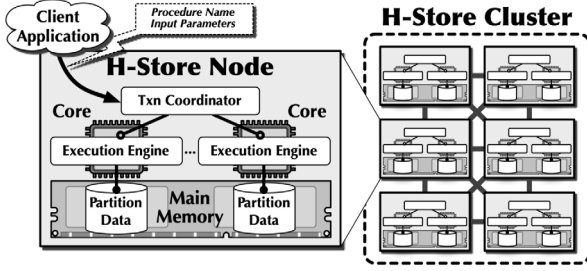 Client
Application
Procedure Name
Input Parameters
H-Store Cluster
H-Store Node
Txn Coordinator
Core
Core
Execution Engine
...
Execution Engine
Partition
Data
Main
Memory
Partition
Data